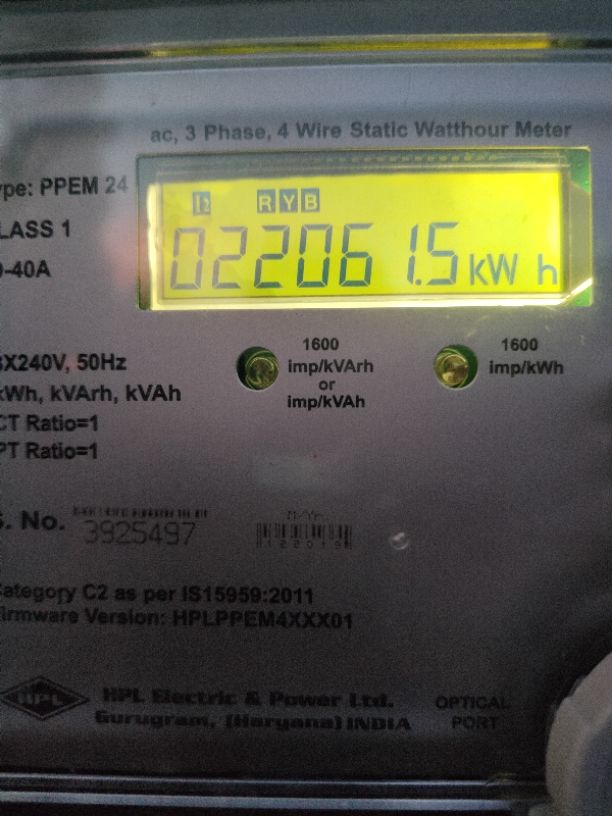 ac, 3 Phase, 4 Wire Static Watthour Meter
ype: PPEM 24
LASS 1
-40A
R Y B
022061.5 kW h
X240V, 50Hz
kWh, kVArh, kVAh
CT Ratio=1
PT Ratio=1
1600
imp/kVArh
or
imp/kVAh
1600
imp/kWh
S. No.
3925497
M/Yr.
122019
Category C2 as per IS15959:2011
Firmware Version: HPLPPEM4XXX01
HPL
HPL Electric & Power Ltd.
Gurugram, (Haryana) INDIA
OPTICAL
PORT